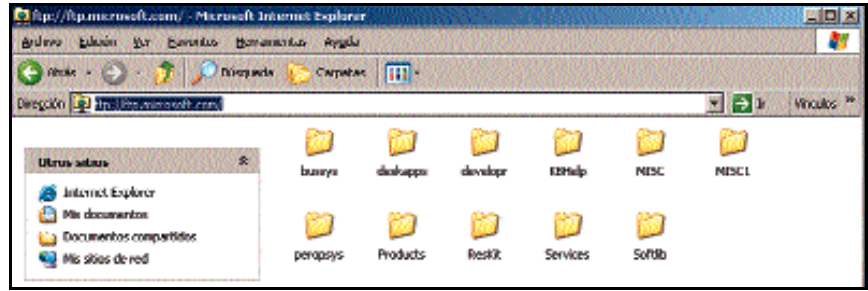 ftp://ftp.microsoft.com/ - Microsoft Internet Explorer
Archivo Edición Ver Favoritos Herramientas Ayuda
Atrás Búsqueda Carpetas
Dirección ftp://ftp.microsoft.com/ Ir Vínculos »
Otros sitios
Internet Explorer
Mis documentos
Documentos compartidos
Mis sitios de red
bussys deskapps developr KBHelp MISC MISC1
peropsys Products ResKit Services Softlib